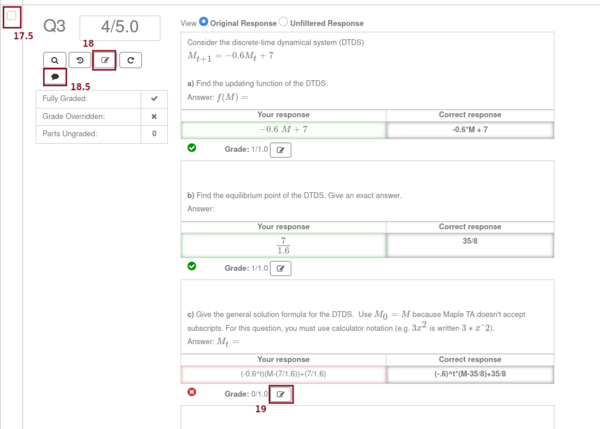 View Original Response Unfiltered Response
Q3 4/5.0
17.5
18
18.5
Fully Graded: ✔
Grade Overridden: ✖
Parts Ungraded: 0
Consider the discrete-time dynamical system (DTDS)
M_{t+1} = −0.6M_t + 7
a) Find the updating function of the DTDS.
Answer: f(M) =
Your response Correct response
−0.6 M + 7 -0.6*M + 7
Grade: 1/1.0
b) Find the equilibrium point of the DTDS. Give an exact answer.
Answer:
Your response Correct response
7/1.6 35/8
Grade: 1/1.0
c) Give the general solution formula for the DTDS. Use M_0 = M because Maple TA doesn't accept
subscripts. For this question, you must use calculator notation (e.g. 3x^2 is written 3 * x^2).
Answer: M_t =
Your response Correct response
(-0.6^t)(M-(7/1.6))+(7/1.6) (-.6)^t*(M-35/8)+35/8
Grade: 0/1.0
19